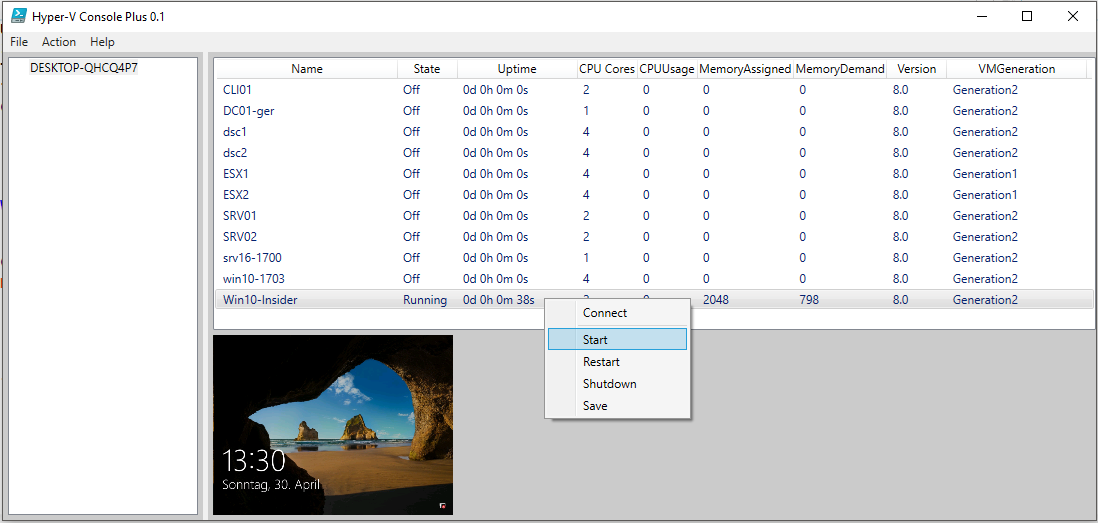 Hyper-V Console Plus 0.1
File Action Help
DESKTOP-QHCQ4P7
Name State Uptime CPU Cores CPUUsage MemoryAssigned MemoryDemand Version VMGeneration
CLI01 Off 0d 0h 0m 0s 2 0 0 0 8.0 Generation2
DC01-ger Off 0d 0h 0m 0s 1 0 0 0 8.0 Generation2
dsc1 Off 0d 0h 0m 0s 4 0 0 0 8.0 Generation2
dsc2 Off 0d 0h 0m 0s 4 0 0 0 8.0 Generation2
ESX1 Off 0d 0h 0m 0s 4 0 0 0 8.0 Generation1
ESX2 Off 0d 0h 0m 0s 4 0 0 0 8.0 Generation1
SRV01 Off 0d 0h 0m 0s 2 0 0 0 8.0 Generation2
SRV02 Off 0d 0h 0m 0s 2 0 0 0 8.0 Generation2
srv16-1700 Off 0d 0h 0m 0s 1 0 0 0 8.0 Generation2
win10-1703 Off 0d 0h 0m 0s 4 0 0 0 8.0 Generation2
Win10-Insider Running 0d 0h 0m 38s 2048 798 8.0 Generation2
Connect
Start
Restart
Shutdown
Save
13:30
Sonntag, 30. April